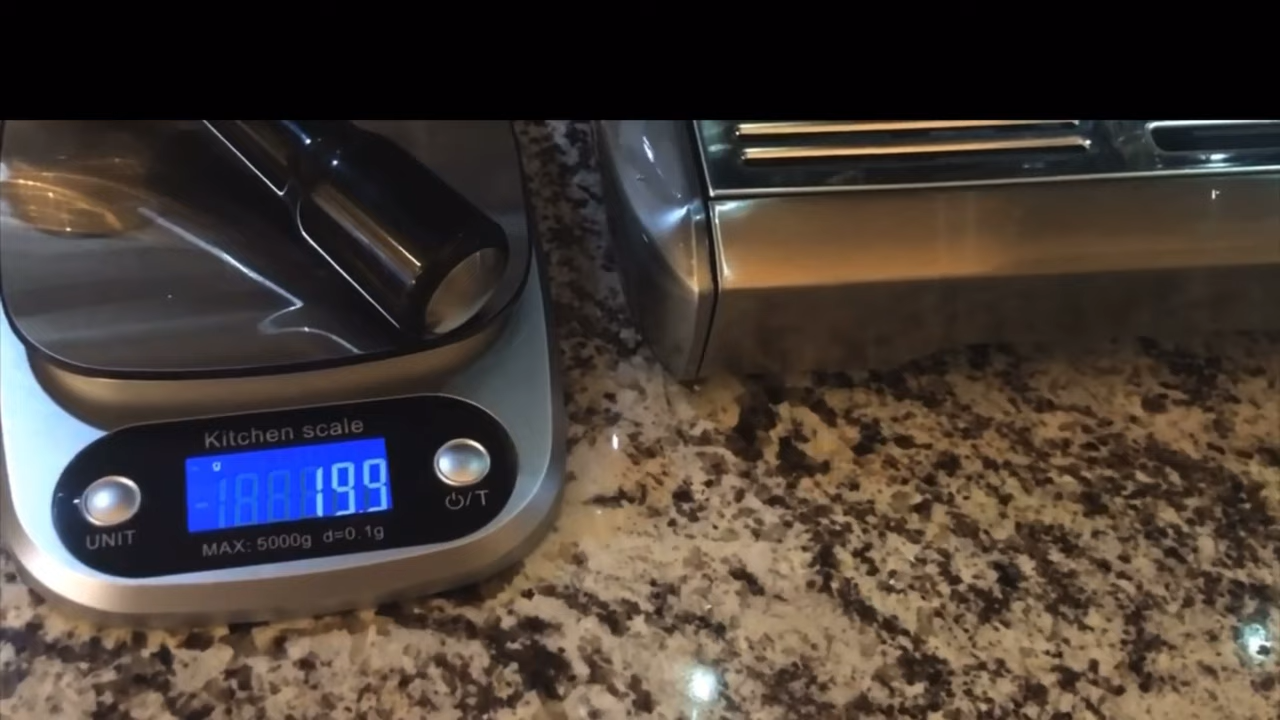 Kitchen scale
g
19.9
UNIT
⏻/T
MAX: 5000g d=0.1g